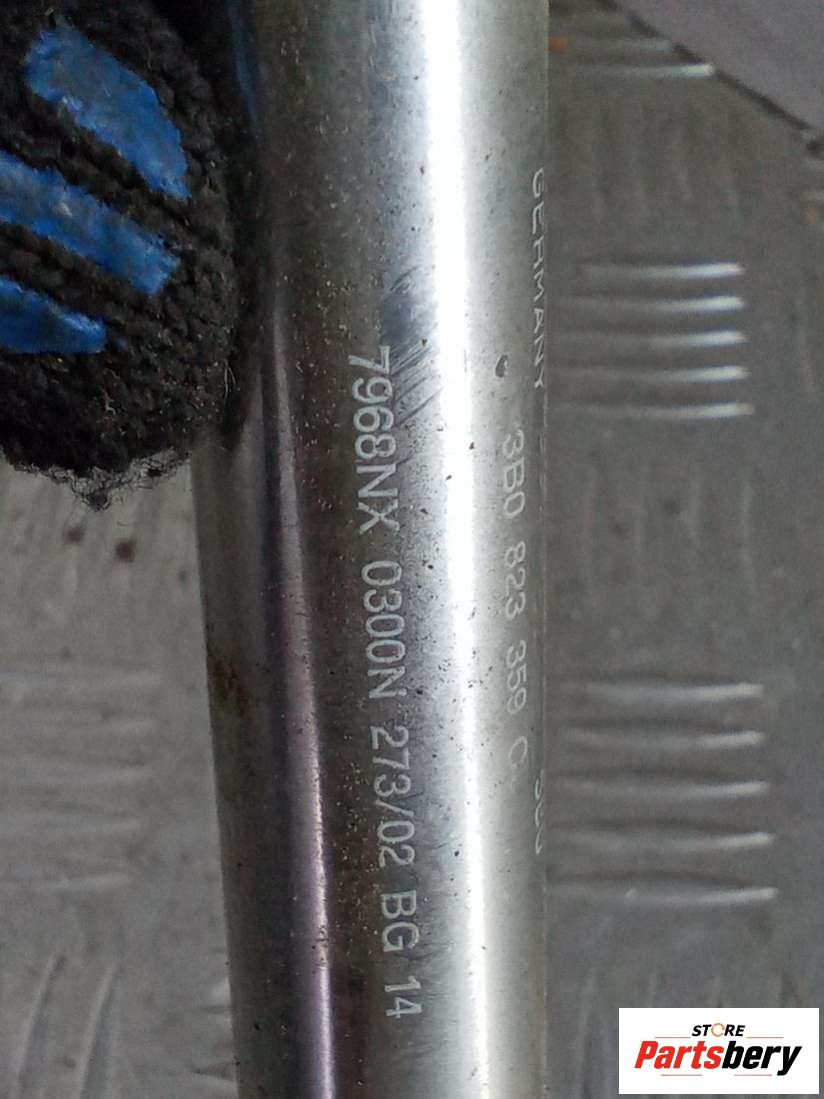 GERMANY
3B0 823 359 C
7968NX 0300N 273/02 BG 14
STORE
Partsbery